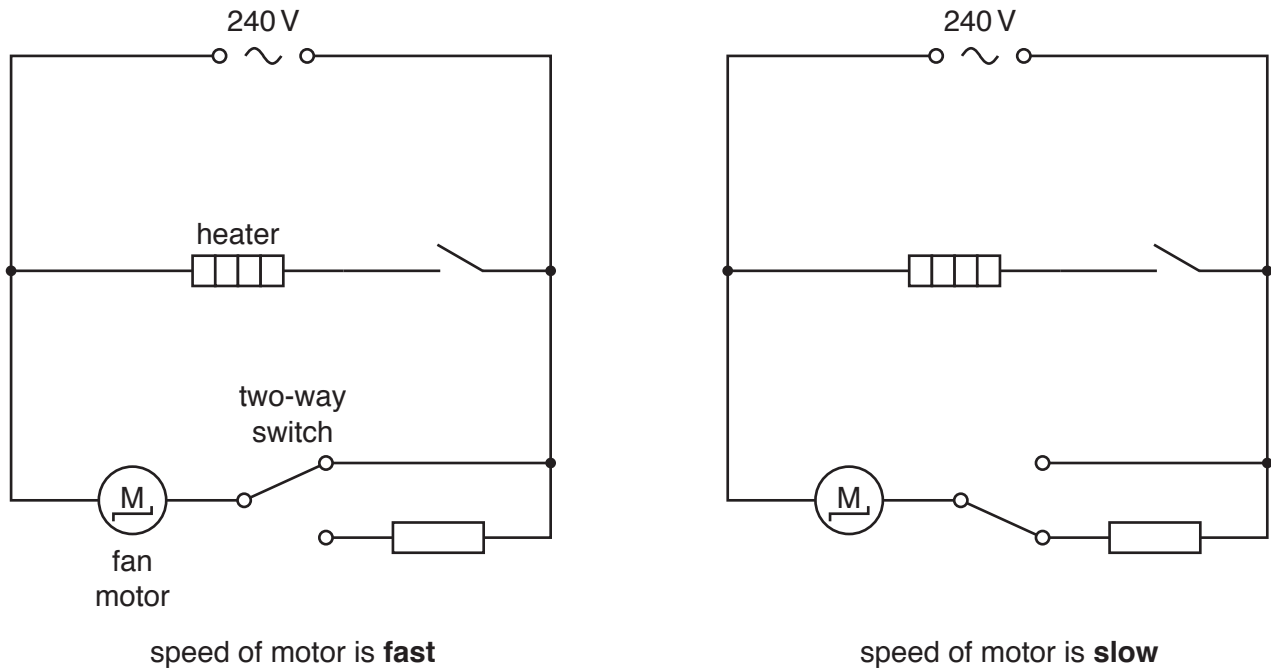 240 V
240 V
heater
two-way
switch
M
M
fan
motor
speed of motor is fast
speed of motor is slow